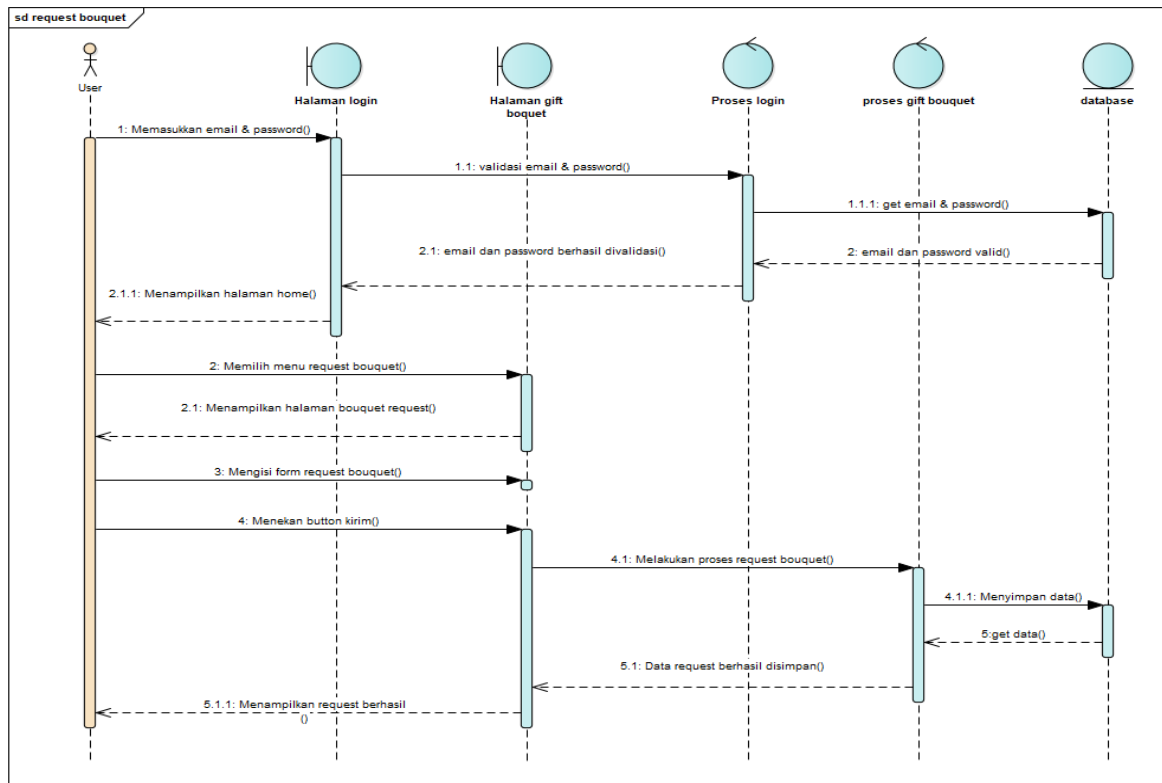 sd request bouquet
User
Halaman login
Halaman gift
boquet
Proses login
proses gift bouquet
database
1: Memasukkan email & password()
1.1: validasi email & password()
1.1.1: get email & password()
2: email dan password valid()
2.1: email dan password berhasil divalidasi()
2.1.1: Menampilkan halaman home()
2: Memilih menu request bouquet()
2.1: Menampilkan halaman bouquet request()
3: Mengisi form request bouquet()
4: Menekan button kirim()
4.1: Melakukan proses request bouquet()
4.1.1: Menyimpan data()
5:get data()
5.1: Data request berhasil disimpan()
5.1.1: Menampilkan request berhasil
()